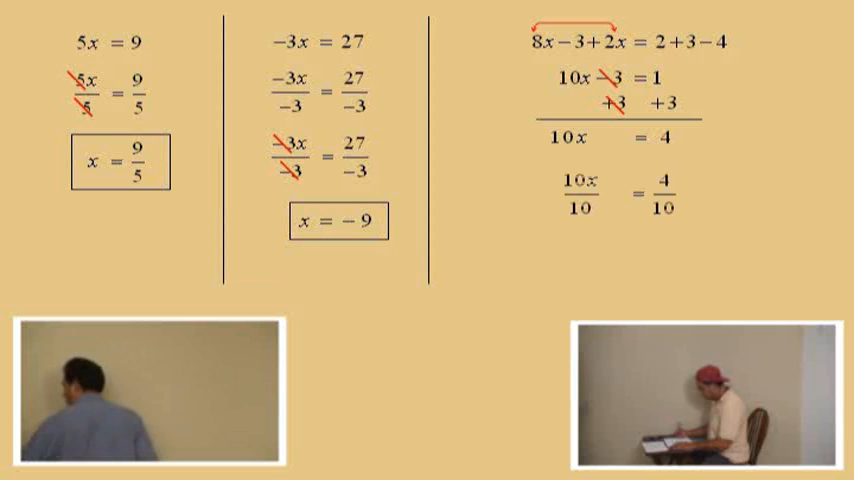 5x = 9
5x/5 = 9/5
x = 9/5
−3x = 27
−3x/−3 = 27/−3
−3x/−3 = 27/−3
x = − 9
8x−3+2x = 2+3−4
10x −3 = 1
+3 +3
10x = 4
10x/10 = 4/10